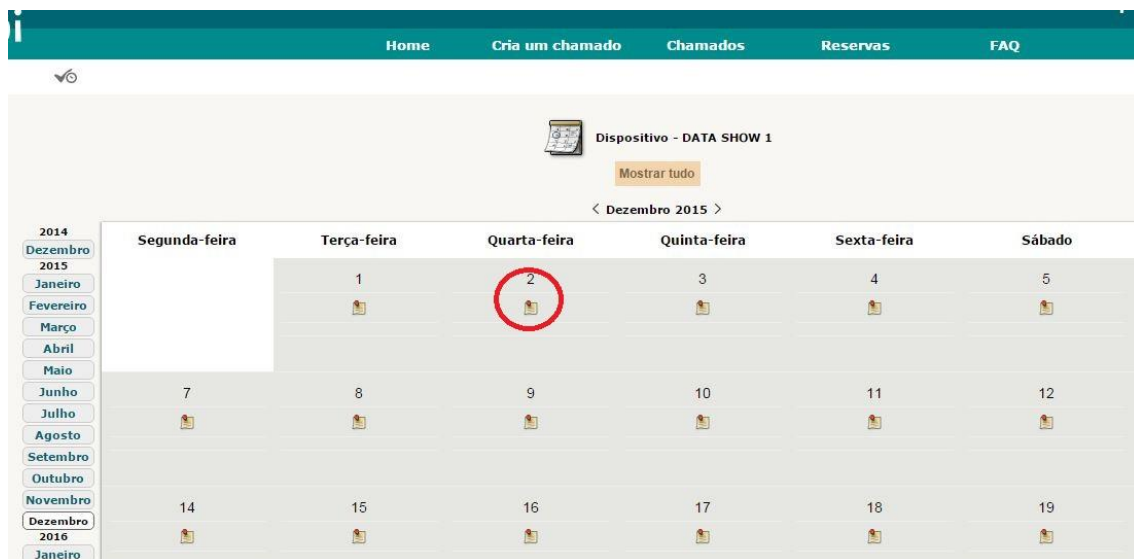 Home Cria um chamado Chamados Reservas FAQ
Dispositivo - DATA SHOW 1
Mostrar tudo
< Dezembro 2015 >
2014
Dezembro
2015
Janeiro
Fevereiro
Março
Abril
Maio
Junho
Julho
Agosto
Setembro
Outubro
Novembro
Dezembro
2016
Janeiro
Segunda-feira Terça-feira Quarta-feira Quinta-feira Sexta-feira Sábado
1 2 3 4 5
7 8 9 10 11 12
14 15 16 17 18 19